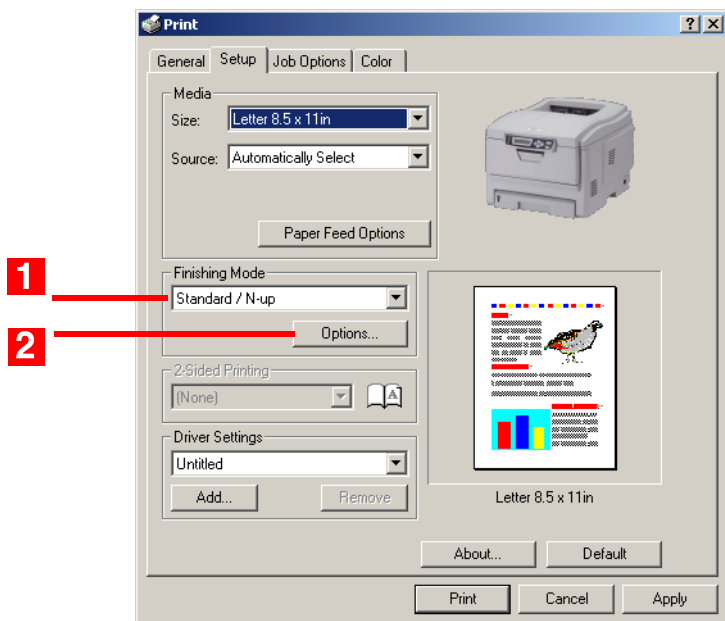 Print
General Setup Job Options Color
Media
Size: Letter 8.5 x 11in
Source: Automatically Select
Paper Feed Options
1
Finishing Mode
Standard / N-up
2
Options...
2-Sided Printing
(None)
A
Driver Settings
Untitled
Add... Remove
Letter 8.5 x 11in
About... Default
Print Cancel Apply